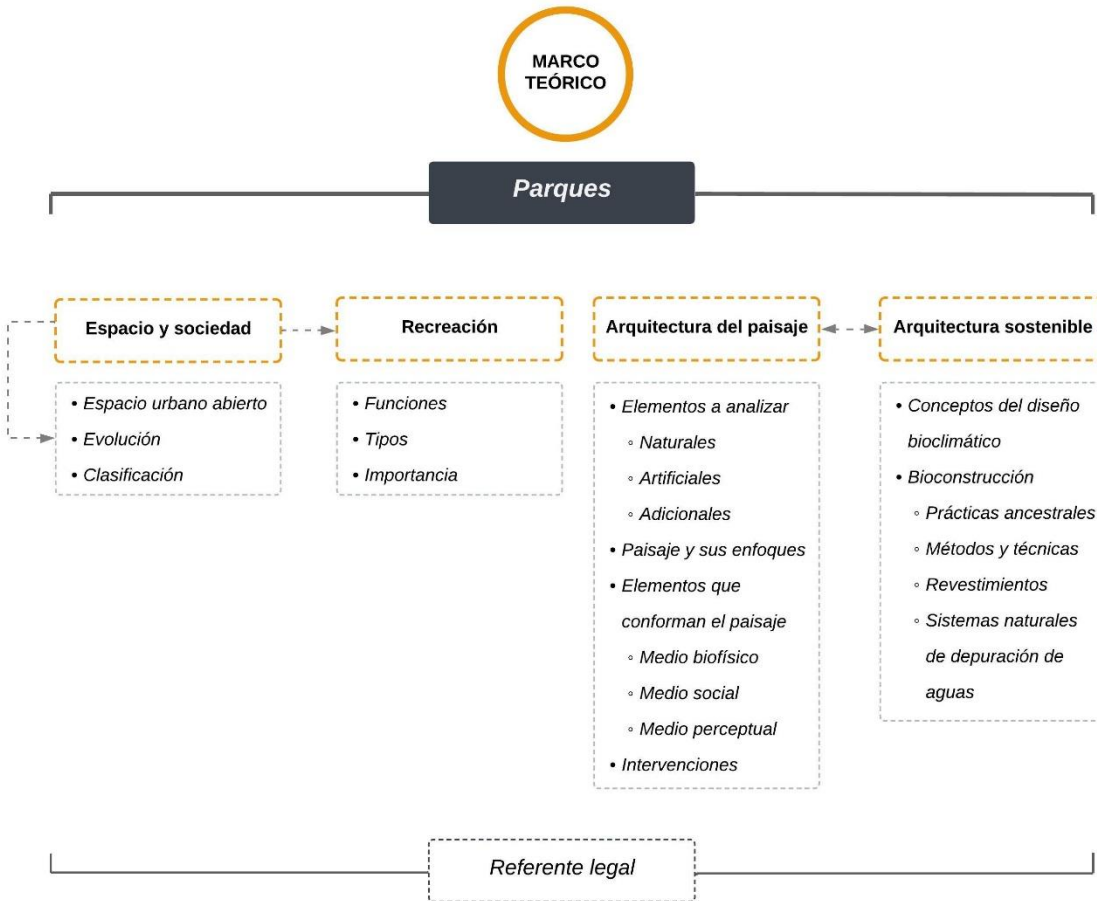 MARCO
TEÓRICO
Parques
Espacio y sociedad
• Espacio urbano abierto
• Evolución
• Clasificación
Recreación
• Funciones
• Tipos
• Importancia
Arquitectura del paisaje
• Elementos a analizar
◦ Naturales
◦ Artificiales
◦ Adicionales
• Paisaje y sus enfoques
• Elementos que
conforman el paisaje
◦ Medio biofísico
◦ Medio social
◦ Medio perceptual
• Intervenciones
Arquitectura sostenible
• Conceptos del diseño
bioclimático
• Bioconstrucción
◦ Prácticas ancestrales
◦ Métodos y técnicas
◦ Revestimientos
◦ Sistemas naturales
de depuración de
aguas
Referente legal